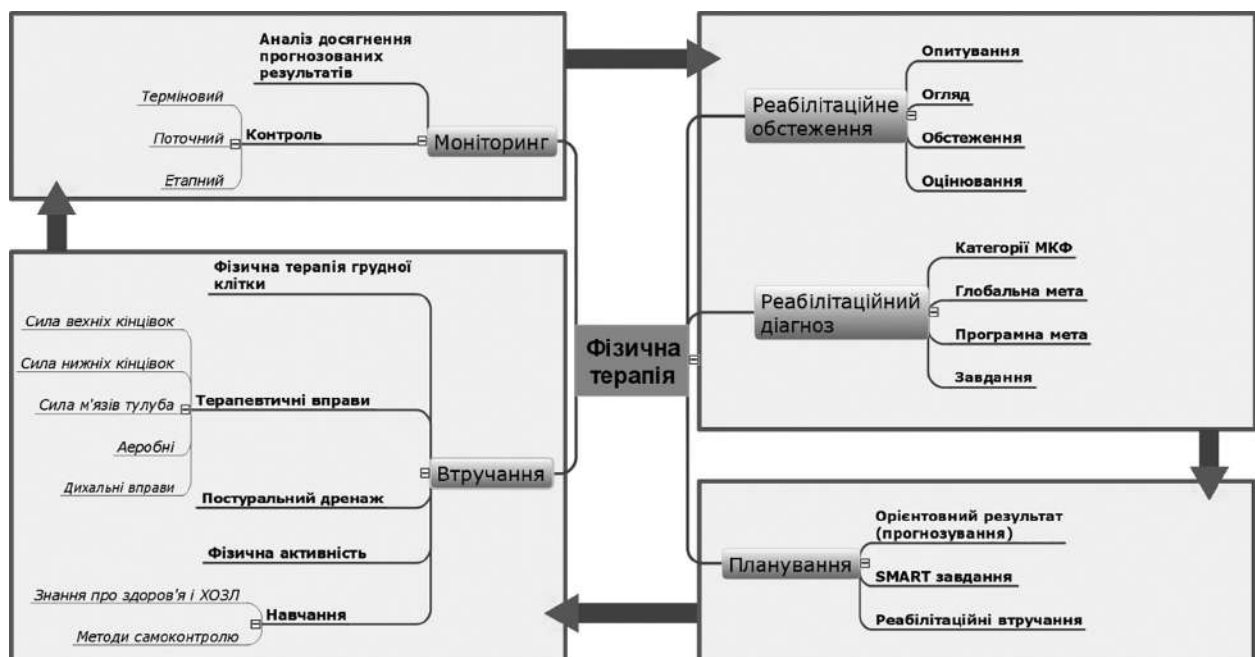 Аналіз досягнення
прогнозованих
результатів
Терміновий
Поточний
Етапний
Контроль
Моніторинг
Опитування
Огляд
Обстеження
Оцінювання
Реабілітаційне
обстеження
Категорії МКФ
Глобальна мета
Програмна мета
Завдання
Реабілітаційний
діагноз
Фізична
терапія
Фізична терапія грудної
клітки
Сила вехніх кінцівок
Сила нижніх кінцівок
Сила м'язів тулуба
Аеробні
Дихальні вправи
Терапевтичні вправи
Втручання
Постуральний дренаж
Фізична активність
Знання про здоров'я і ХОЗЛ
Методи самоконтролю
Навчання
Орієнтовний результат
(прогнозування)
SMART завдання
Реабілітаційні втручання
Планування